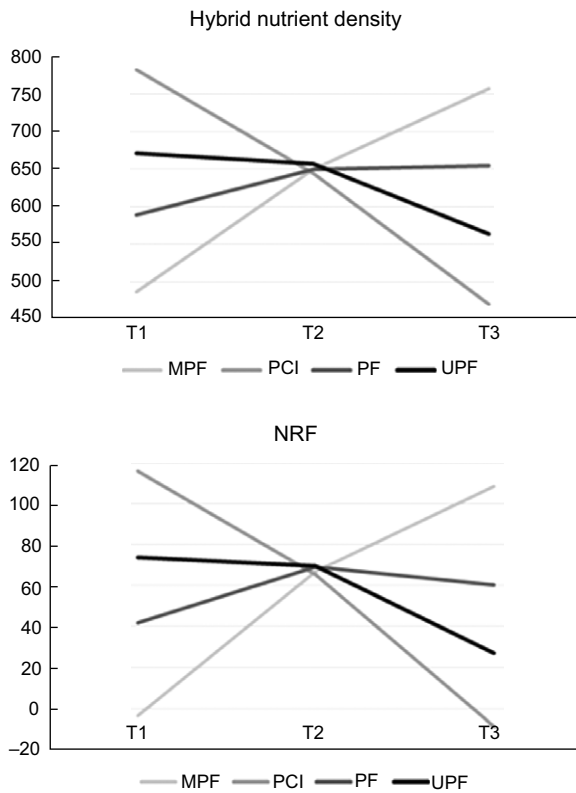 Hybrid nutrient density
800
750
700
650
600
550
500
450
T1 T2 T3
MPF PCI PF UPF
NRF
120
100
80
60
40
20
0
T1 T2 T3
–20
MPF PCI PF UPF